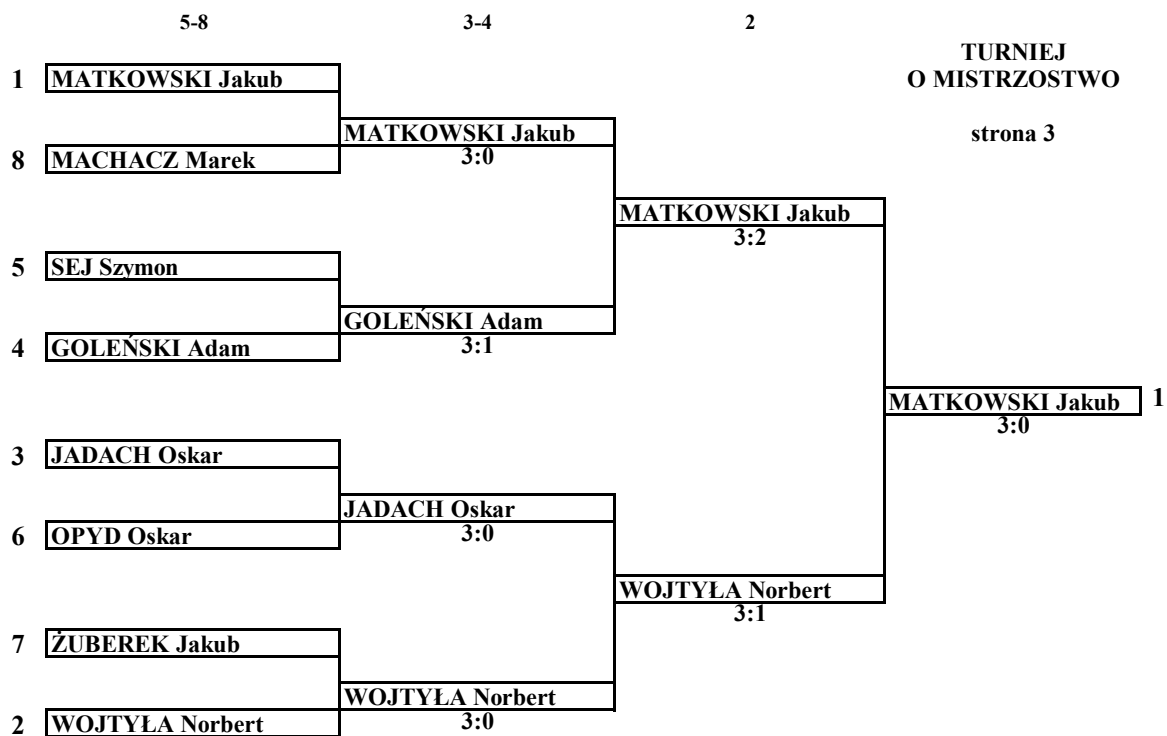 5-8
3-4
2
TURNIEJ
O MISTRZOSTWO
strona 3
1 MATKOWSKI Jakub
MATKOWSKI Jakub
3:0
8 MACHACZ Marek
MATKOWSKI Jakub
3:2
5 SEJ Szymon
GOLEŃSKI Adam
3:1
4 GOLEŃSKI Adam
MATKOWSKI Jakub 1
3:0
3 JADACH Oskar
JADACH Oskar
3:0
6 OPYD Oskar
WOJTYŁA Norbert
3:1
7 ŻUBEREK Jakub
WOJTYŁA Norbert
3:0
2 WOJTYŁA Norbert